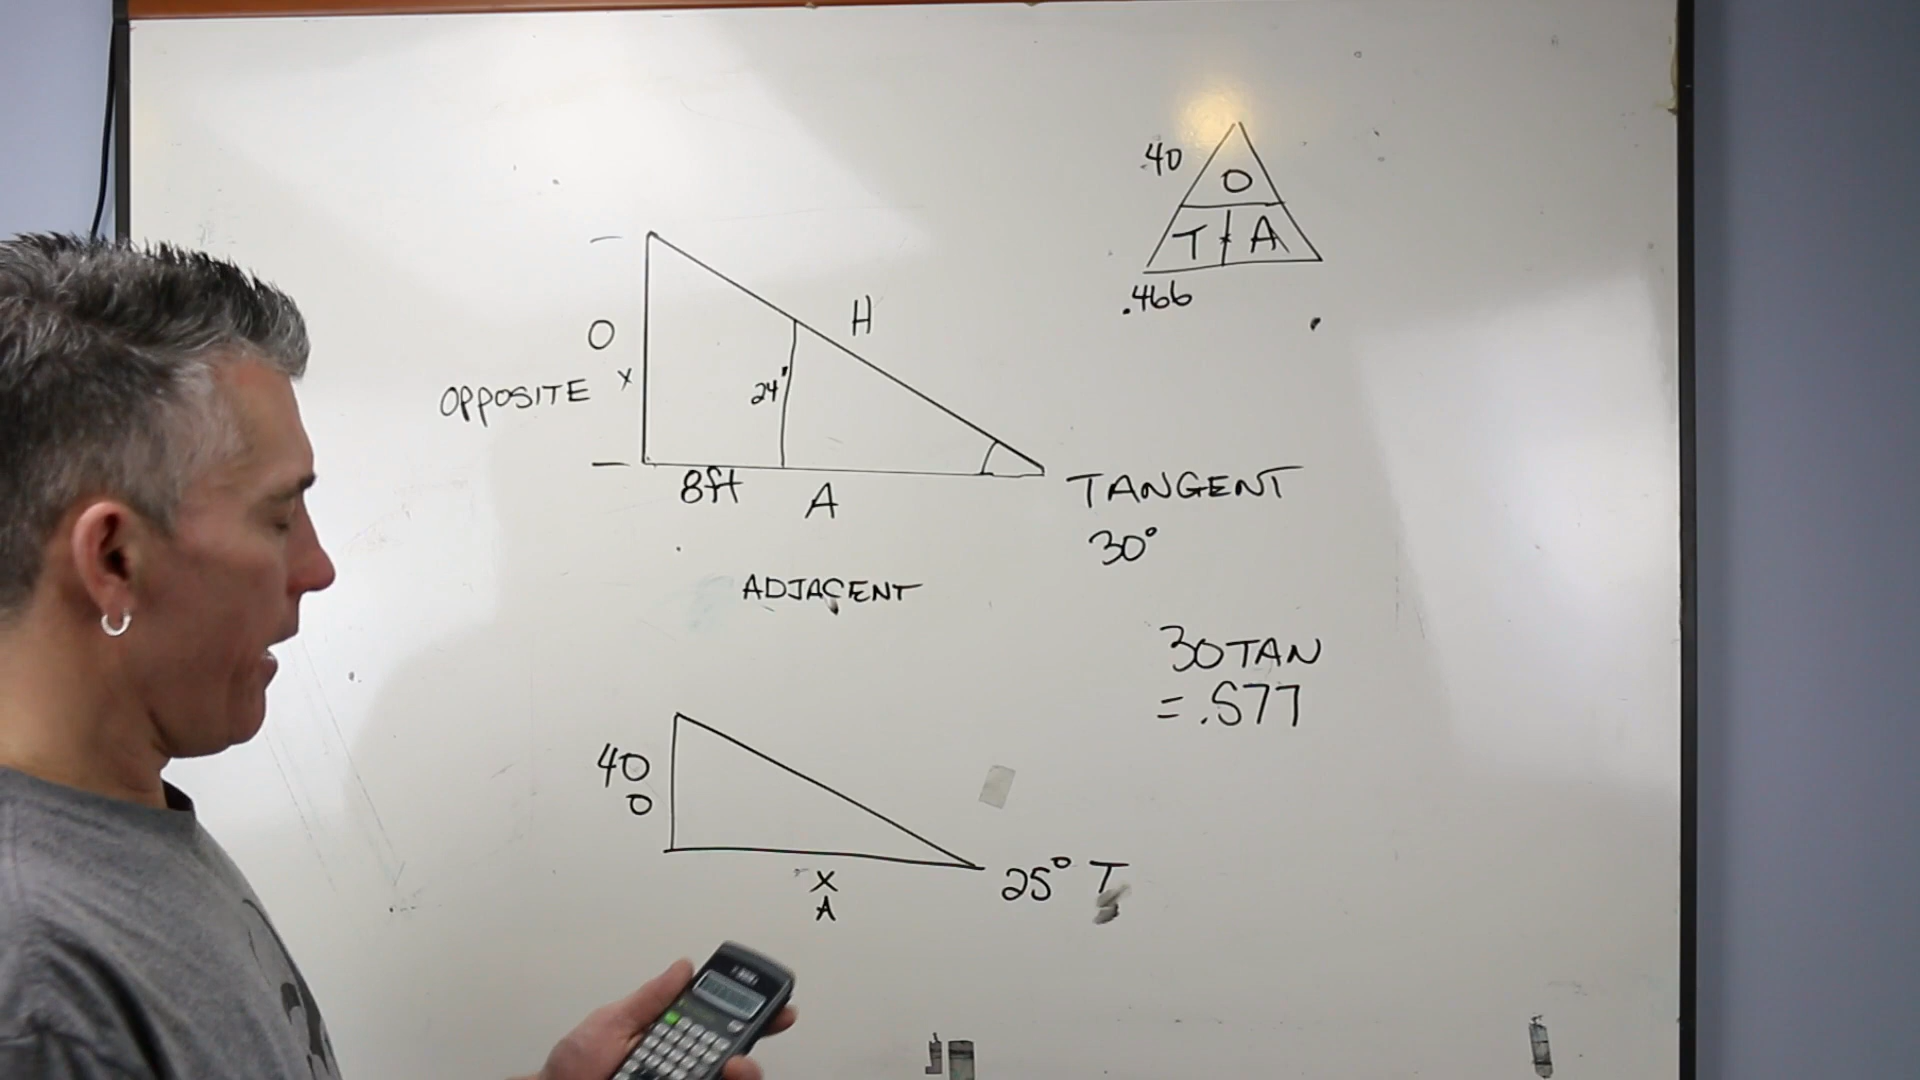 40
O
T A
.466
H
O
X
OPPOSITE
24"
8ft
A
TANGENT
30°
ADJACENT
30TAN
=.577
40
O
X
A
25° T